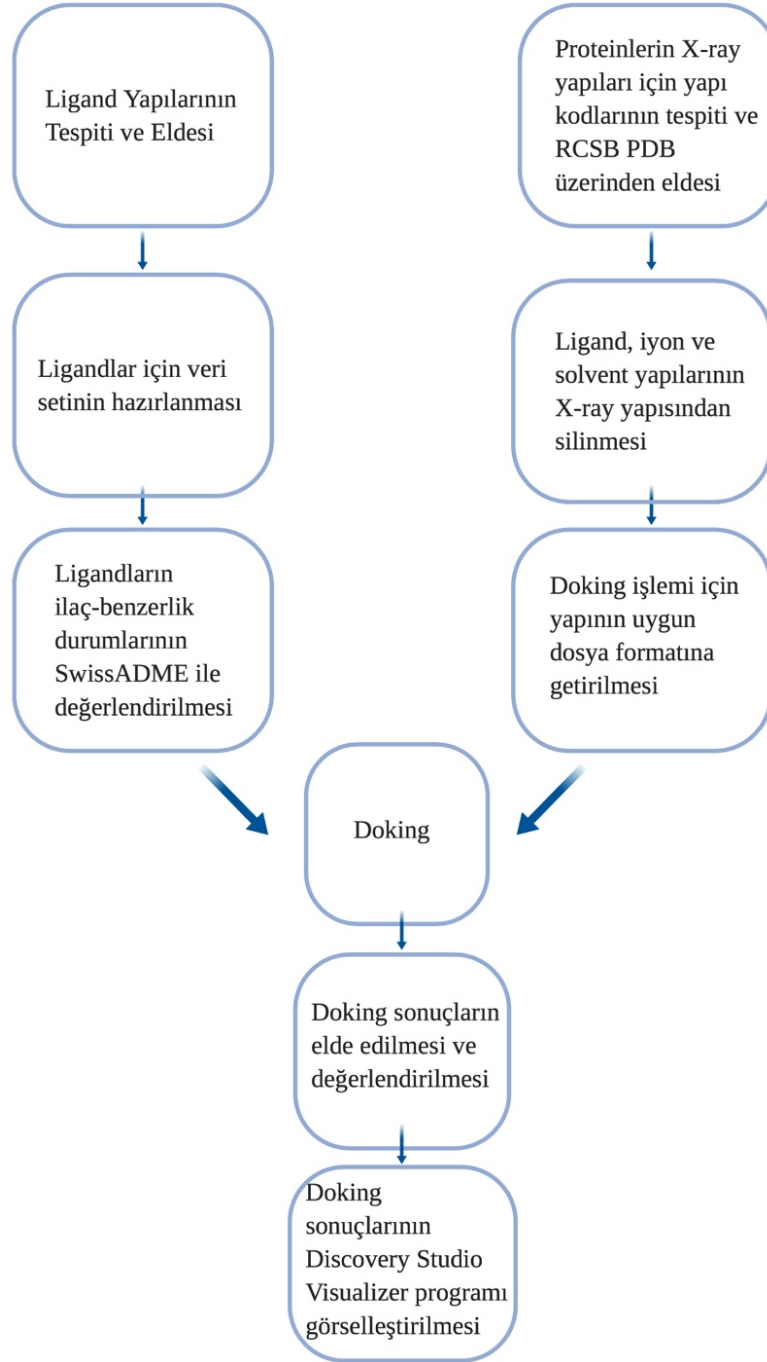 Ligand Yapılarının
Tespiti ve Eldesi
Proteinlerin X-ray
yapıları için yapı
kodlarının tespiti ve
RCSB PDB
üzerinden eldesi
Ligandlar için veri
setinin hazırlanması
Ligand, iyon ve
solvent yapılarının
X-ray yapısından
silinmesi
Ligandların
ilaç-benzerlik
durumlarının
SwissADME ile
değerlendirilmesi
Doking işlemi için
yapının uygun
dosya formatına
getirilmesi
Doking
Doking sonuçların
elde edilmesi ve
değerlendirilmesi
Doking
sonuçlarının
Discovery Studio
Visualizer programı
görselleştirilmesi